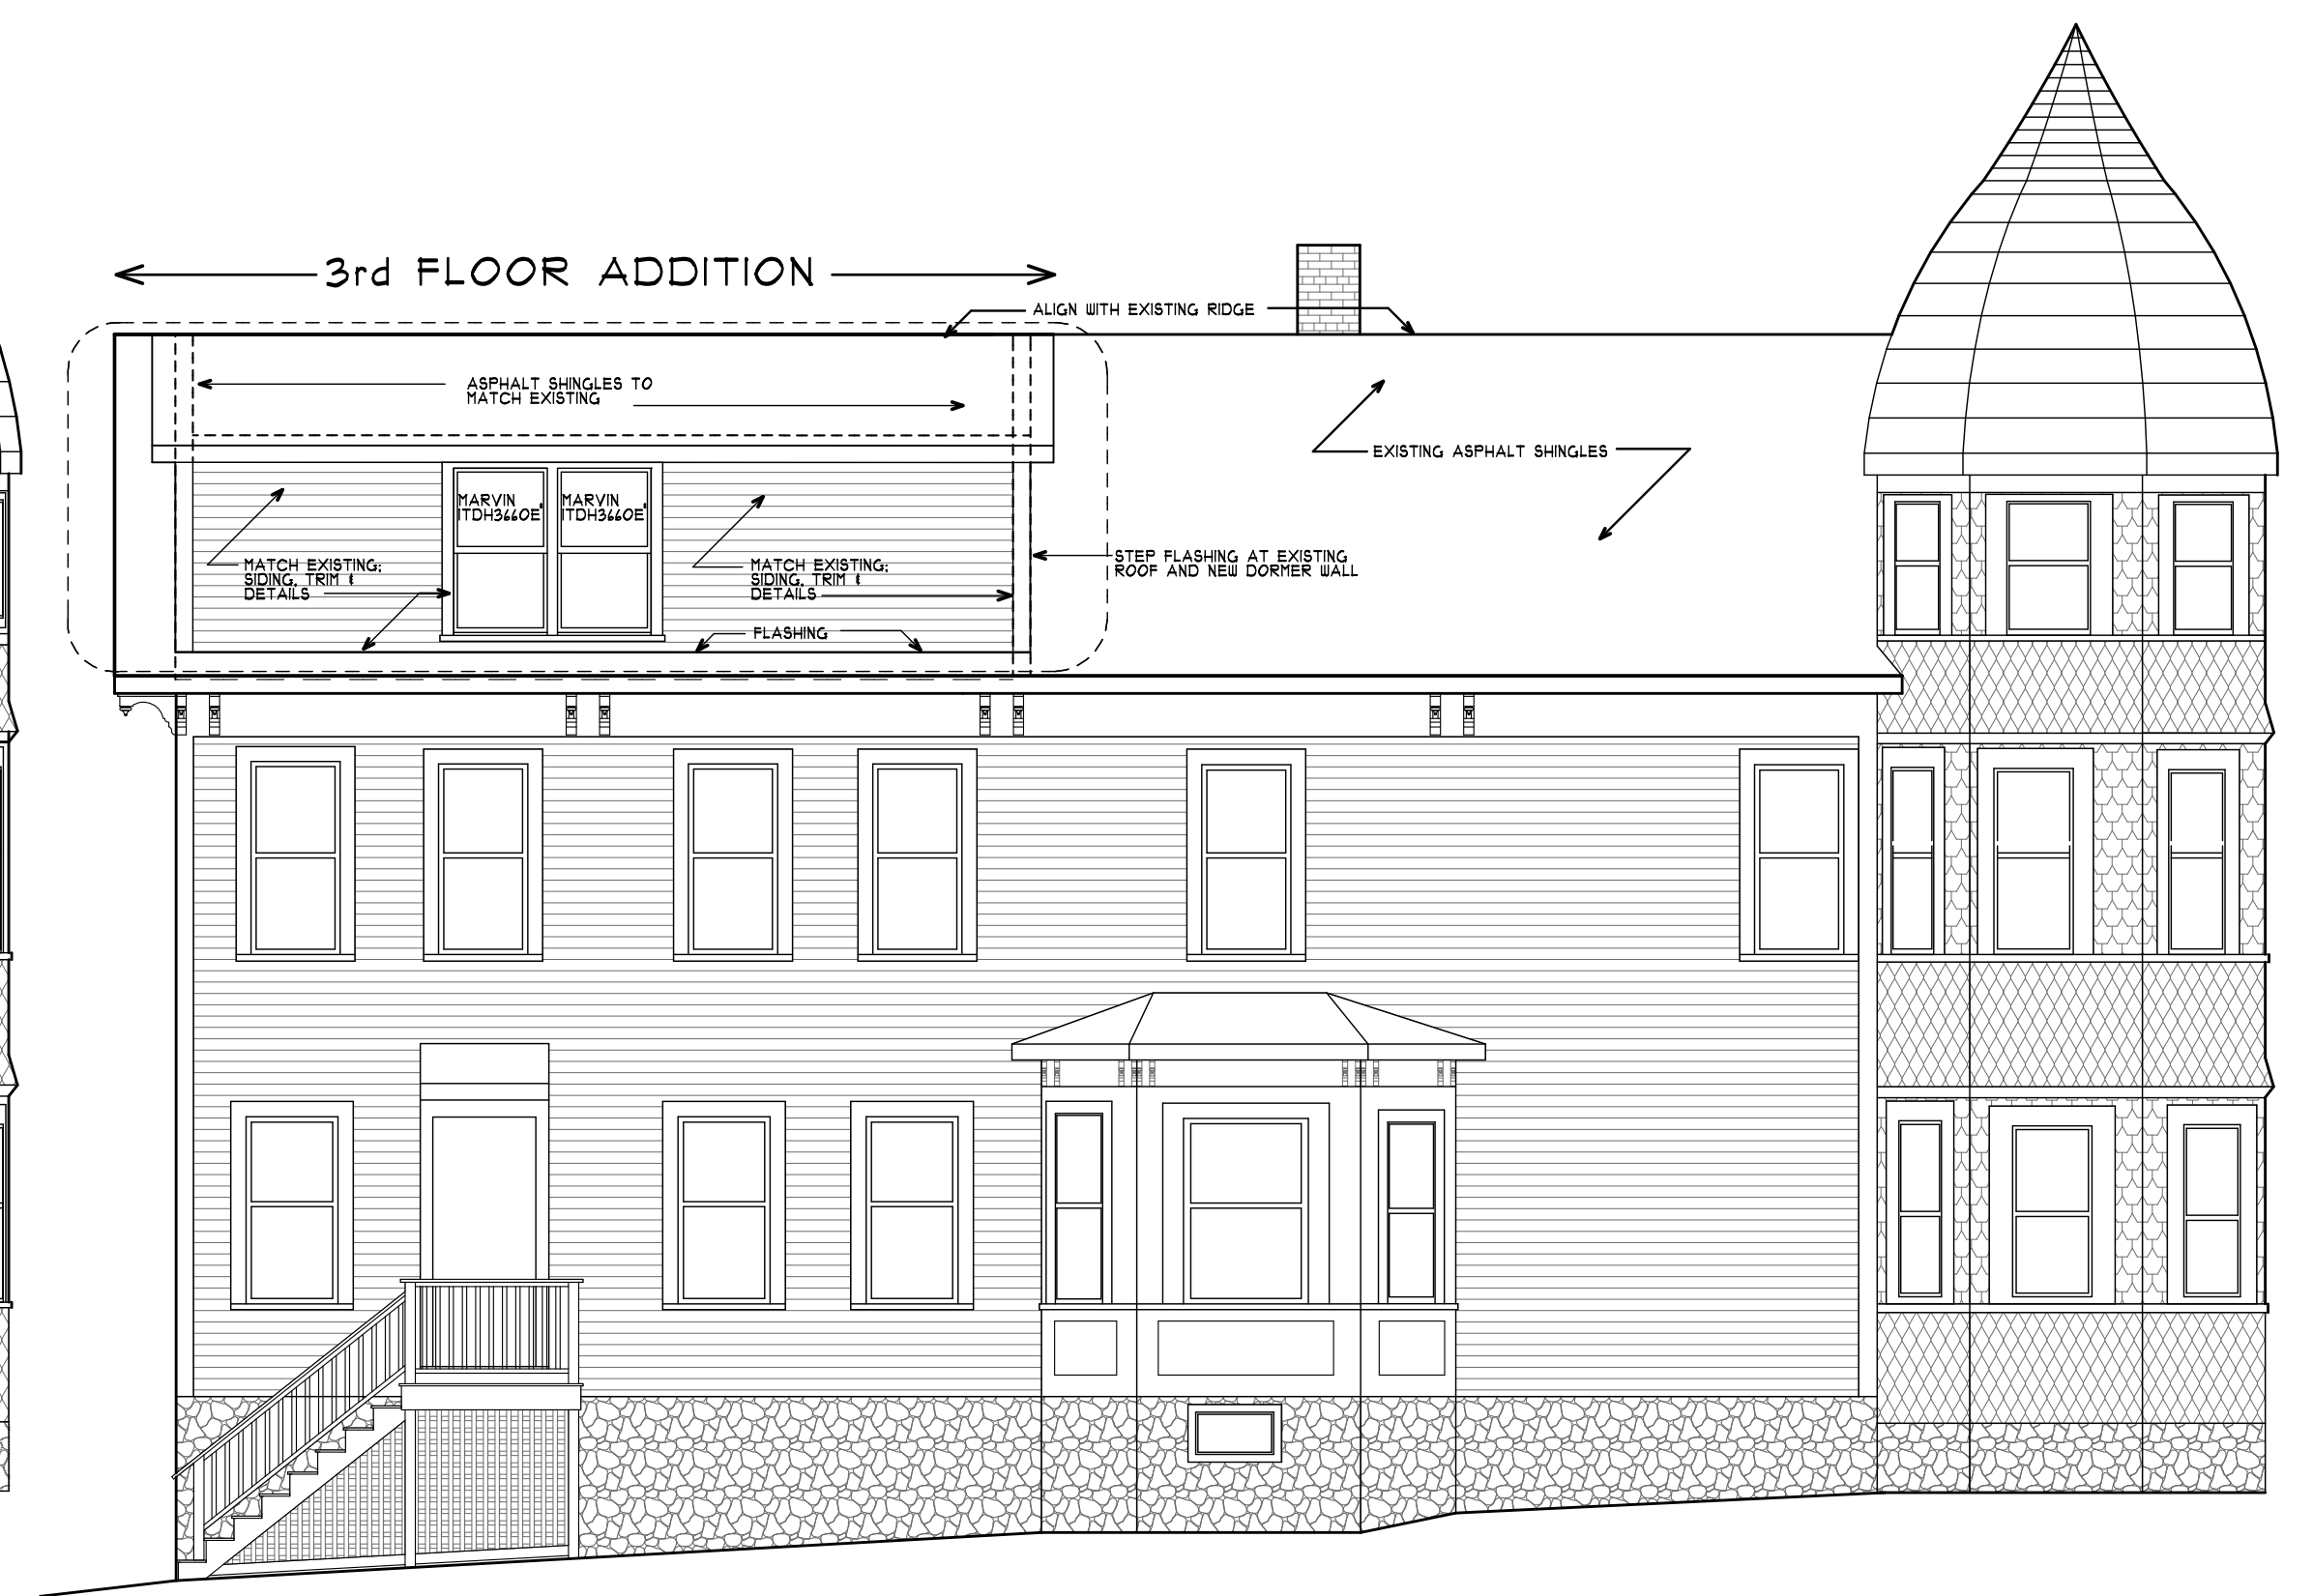 3rd FLOOR ADDITION
ALIGN WITH EXISTING RIDGE
ASPHALT SHINGLES TO
MATCH EXISTING
EXISTING ASPHALT SHINGLES
MARVIN
ITDH3660E
MARVIN
ITDH3660E
STEP FLASHING AT EXISTING
ROOF AND NEW DORMER WALL
MATCH EXISTING:
SIDING, TRIM &
DETAILS
MATCH EXISTING:
SIDING, TRIM &
DETAILS
FLASHING